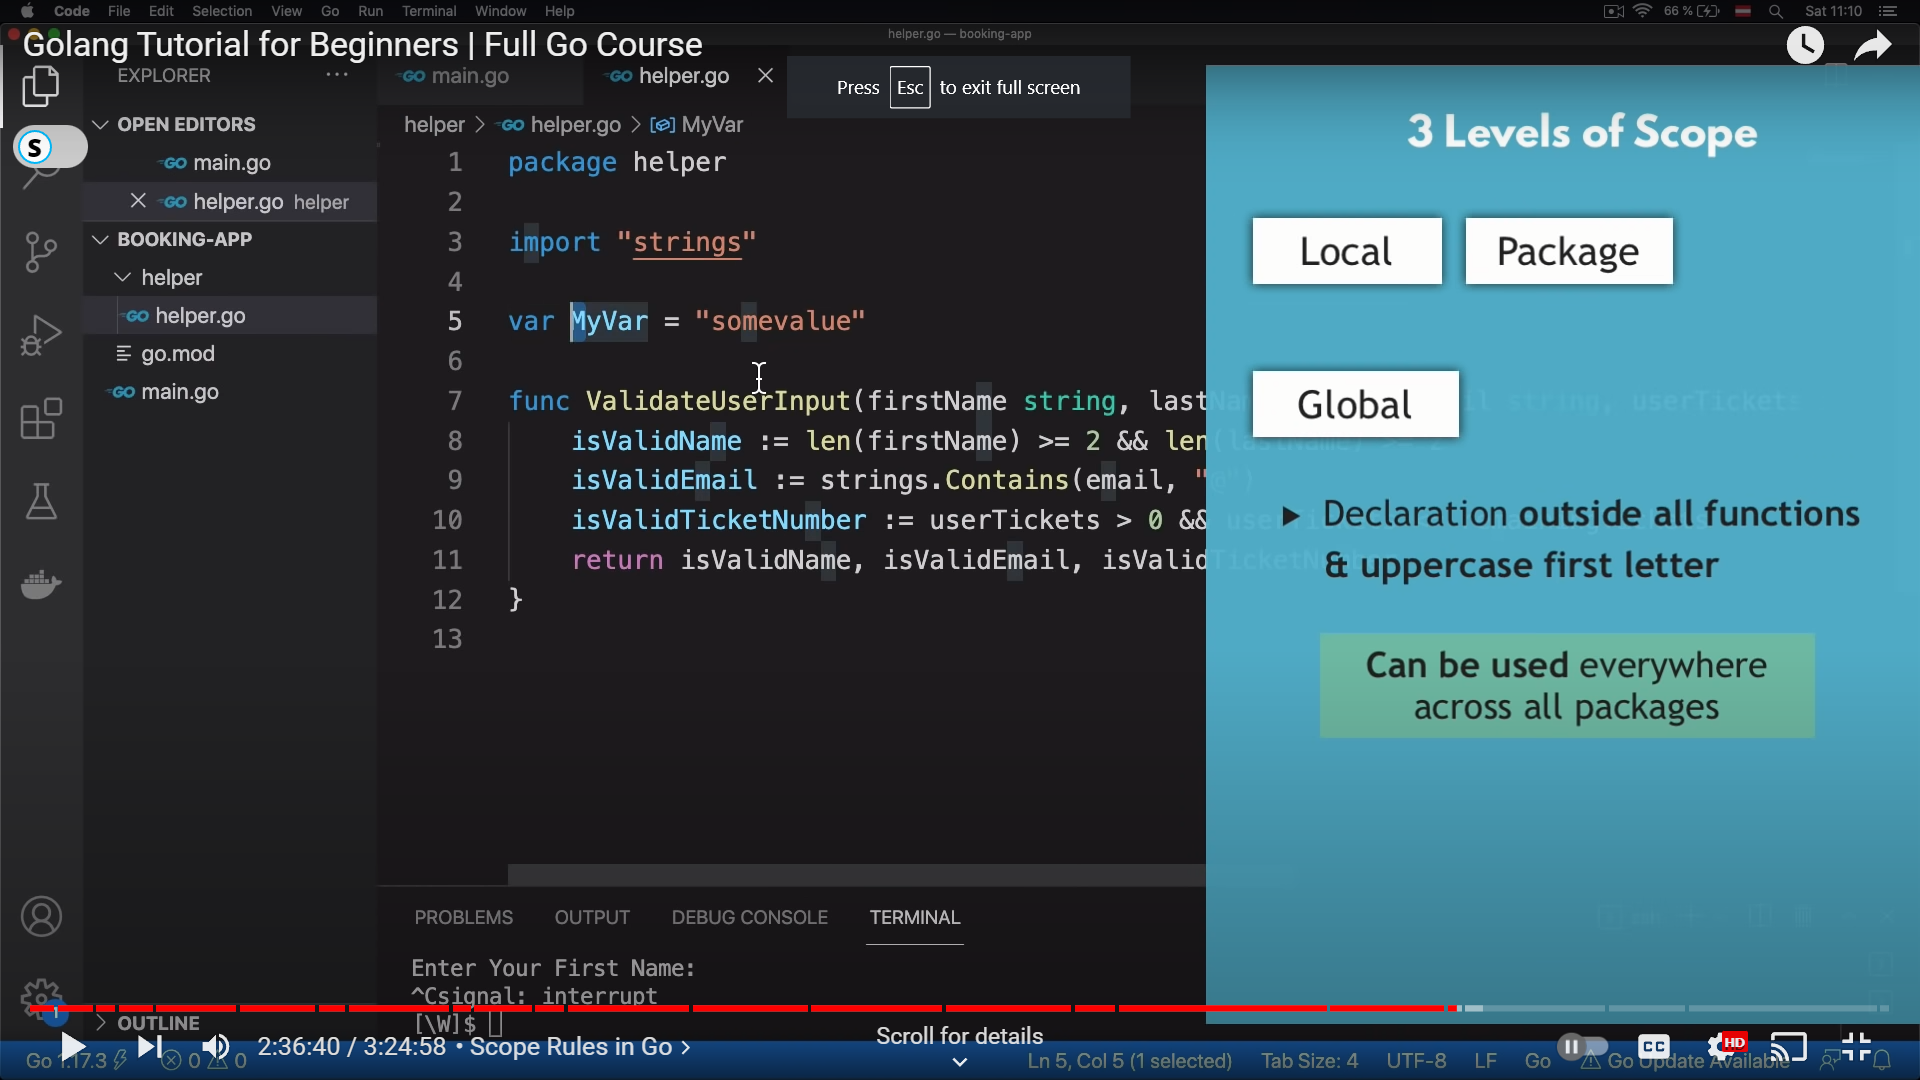 Code File Edit Selection View Go Run Terminal Window Help
66 % Sat 11:10
helper.go — booking-app
Golang Tutorial for Beginners | Full Go Course
EXPLORER
main.go
helper.go
Press Esc to exit full screen
OPEN EDITORS
S
main.go
helper.go helper
BOOKING-APP
helper
helper.go
go.mod
main.go
helper > helper.go > MyVar
1 package helper
2
3 import "strings"
4
5 var MyVar = "somevalue"
6
7 func ValidateUserInput(firstName string, lastNa
8 isValidName := len(firstName) >= 2 && len(
9 isValidEmail := strings.Contains(email, "@")
10 isValidTicketNumber := userTickets > 0 &&
11 return isValidName, isValidEmail, isValid
12 }
13
3 Levels of Scope
Local Package
Global
▶ Declaration outside all functions
& uppercase first letter
Can be used everywhere
across all packages
PROBLEMS OUTPUT DEBUG CONSOLE TERMINAL
Enter Your First Name:
^Csignal: interrupt
[\W]$
1
OUTLINE
2:36:40 / 3:24:58 • Scope Rules in Go >
Scroll for details
CC HD
Go 1.17.3 0 0
Ln 5, Col 5 (1 selected) Tab Size: 4 UTF-8 LF Go Go Update Available